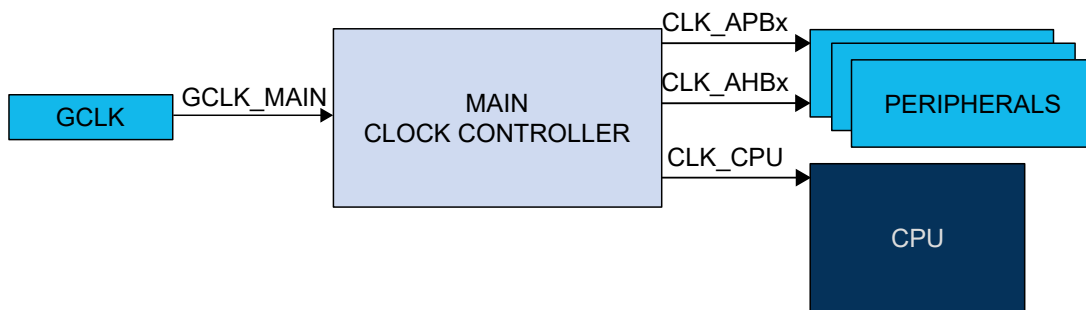 GCLK
GCLK_MAIN
MAIN
CLOCK CONTROLLER
CLK_APBx
CLK_AHBx
CLK_CPU
PERIPHERALS
CPU